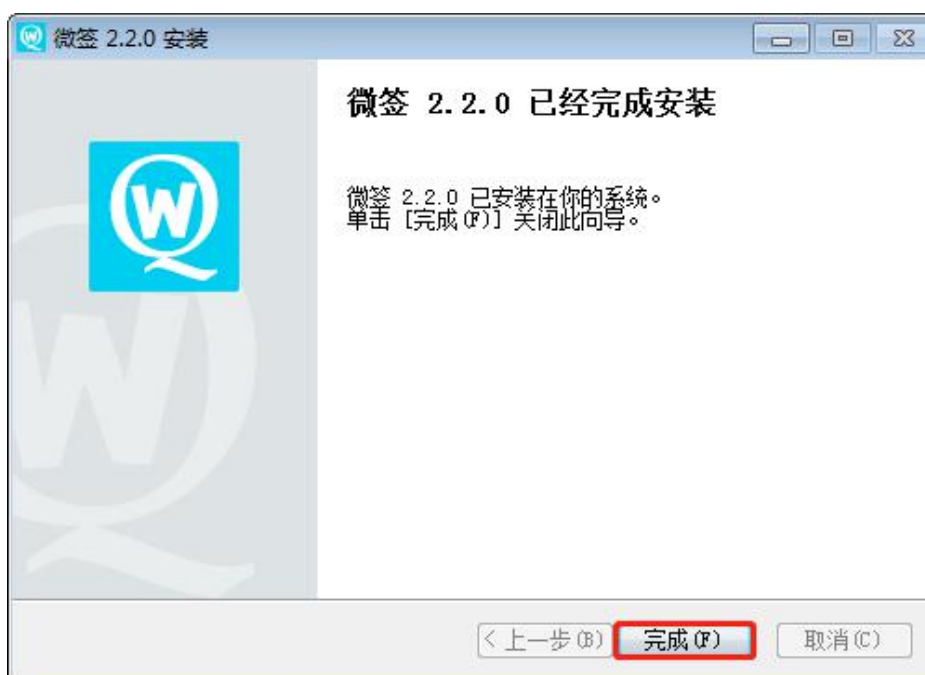 微签 2.2.0 安装
微签 2.2.0 已经完成安装
微签 2.2.0 已安装在你的系统。
单击 [完成(F)] 关闭此向导。
W
W
< 上一步(B) 完成(F) 取消(C)